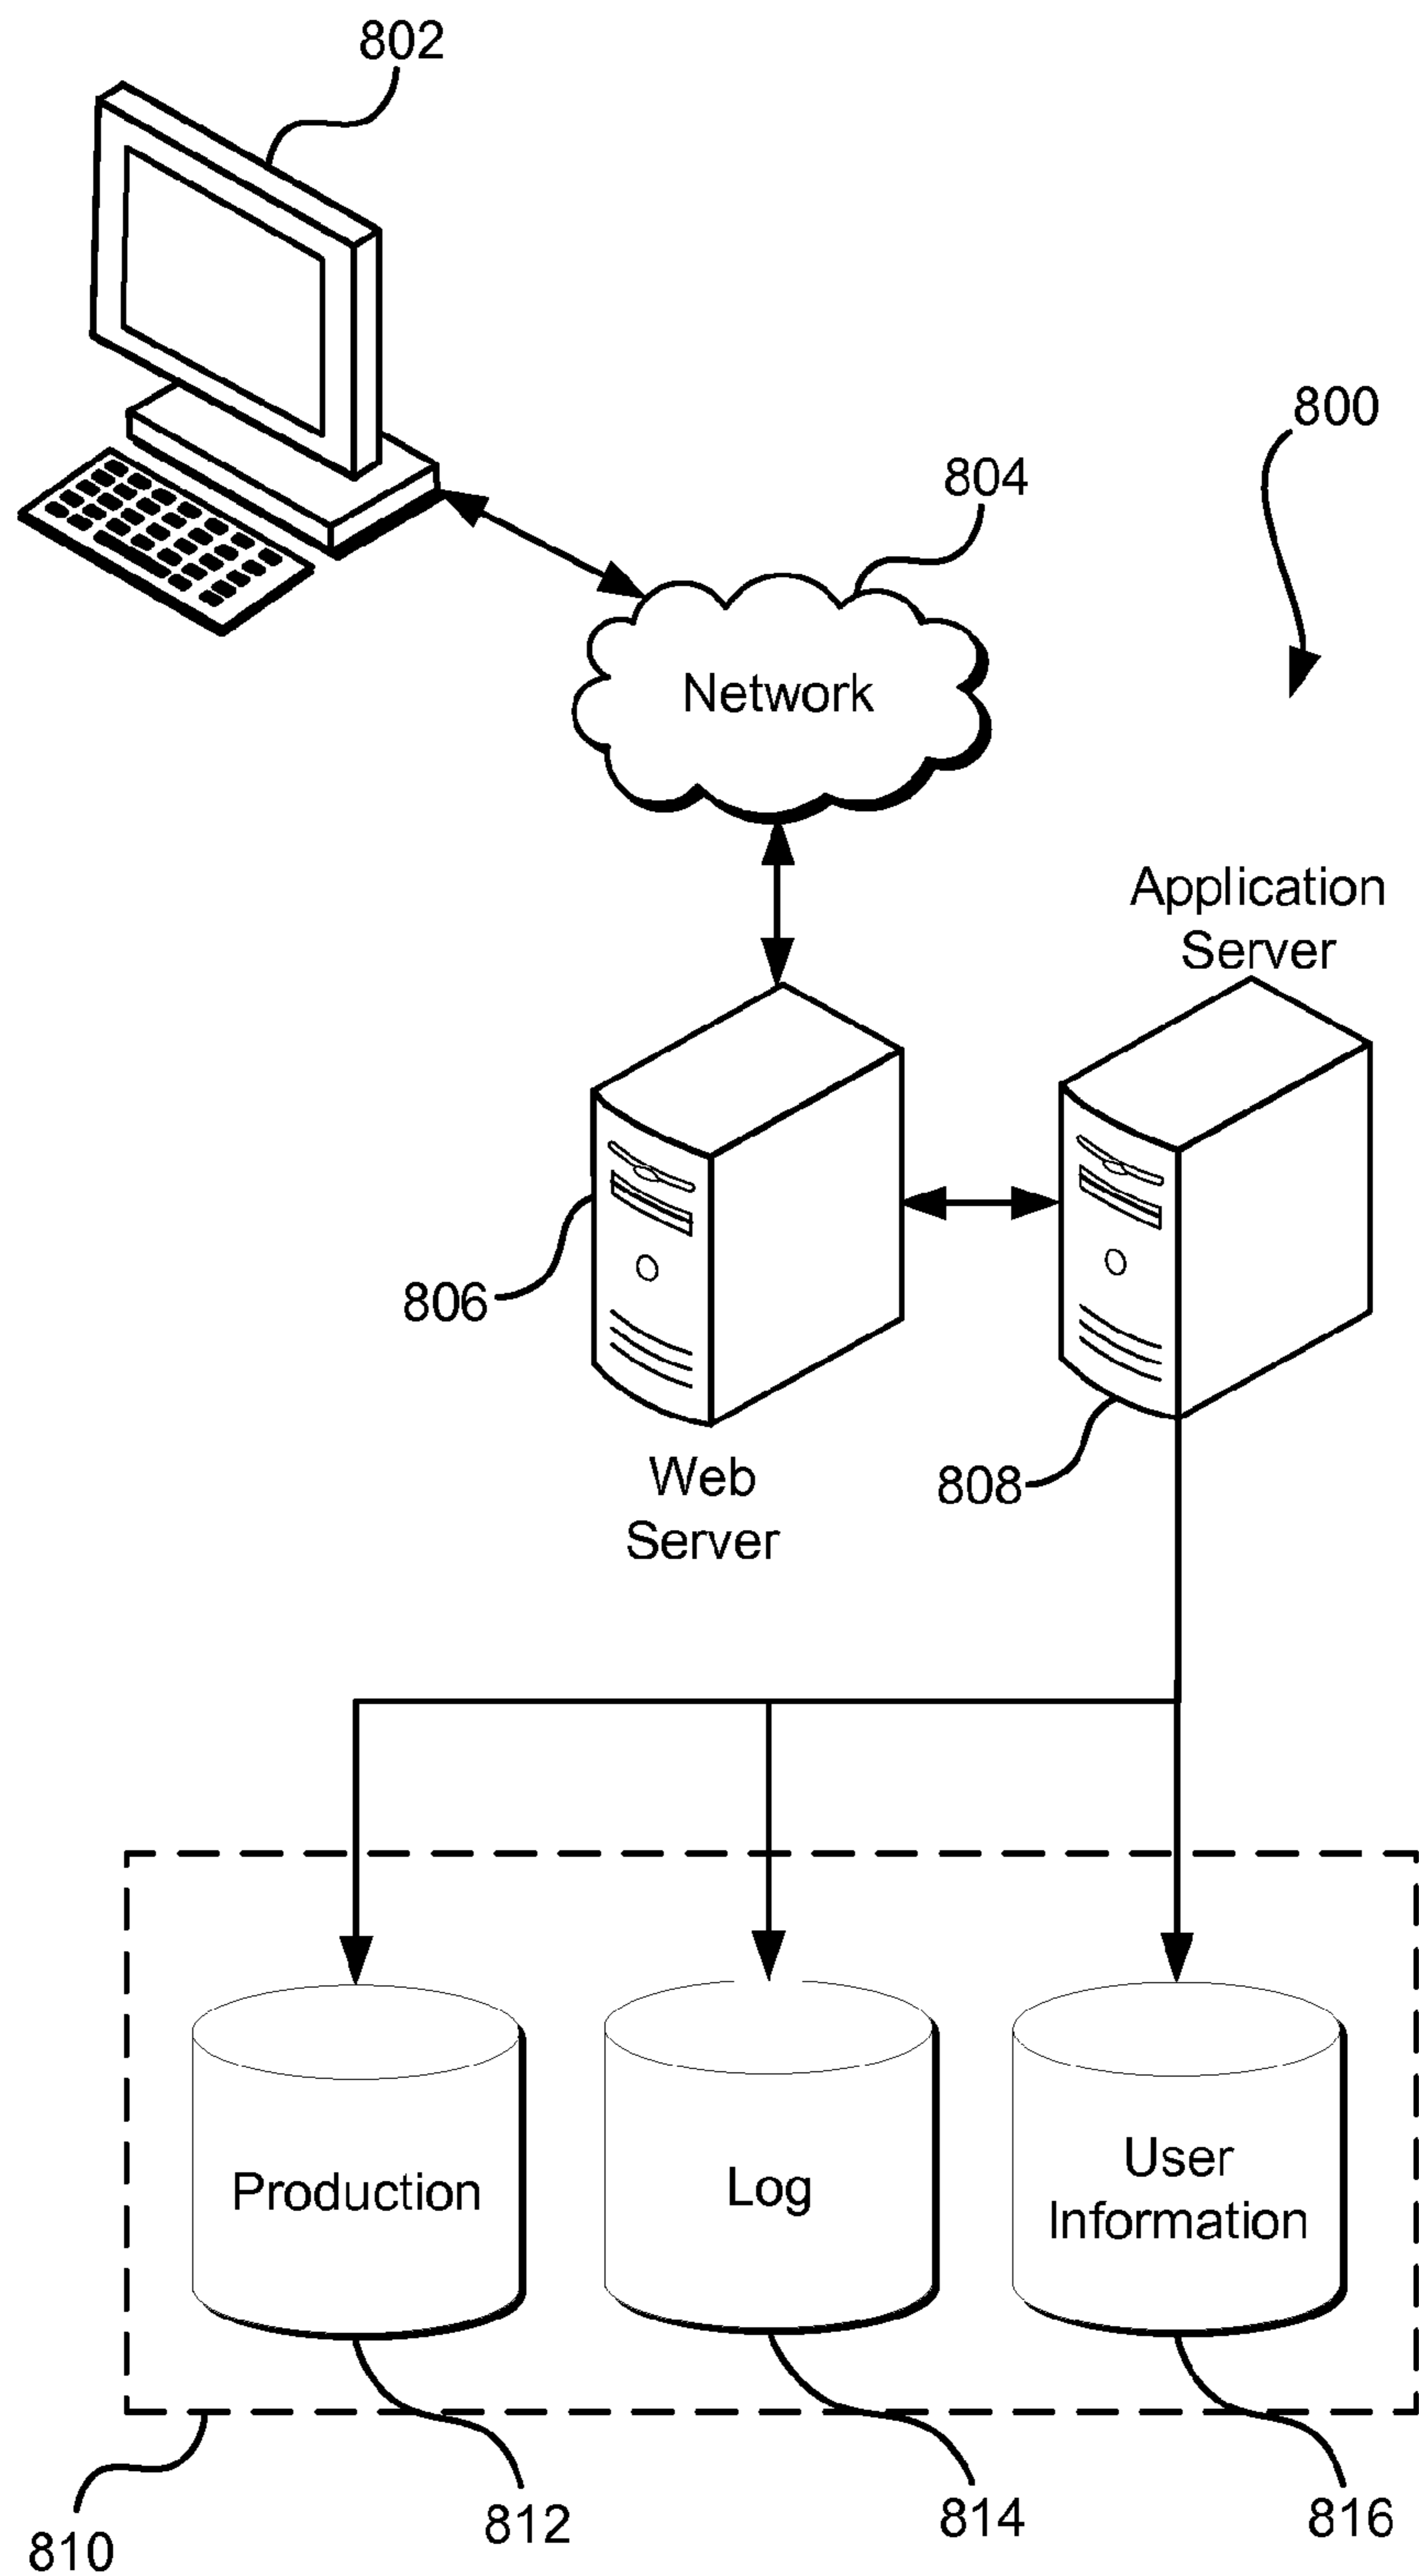 802
800
804
Network
Application
Server
806
Web
Server
808
Production
Log
User
Information
810
812
814
816